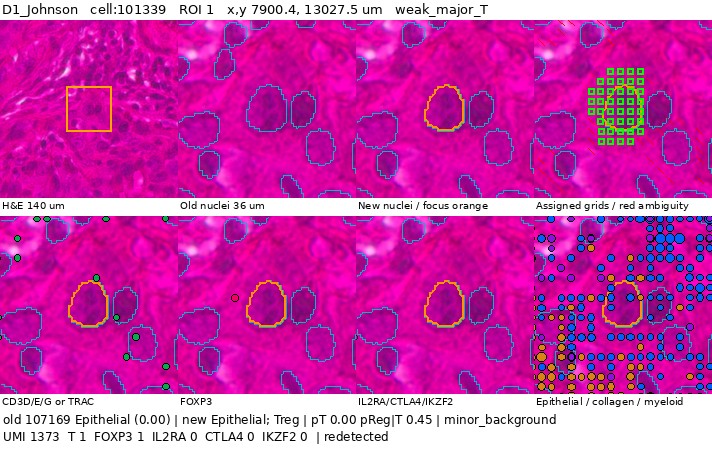 D1_Johnson cell:101339 ROI 1 x,y 7900.4, 13027.5 um weak_major_T
H&E 140 um
Old nuclei 36 um
New nuclei / focus orange
Assigned grids / red ambiguity
CD3D/E/G or TRAC
FOXP3
IL2RA/CTLA4/IKZF2
Epithelial / collagen / myeloid
old 107169 Epithelial (0.00) | new Epithelial; Treg | pT 0.00 pReg|T 0.45 | minor_background
UMI 1373 T 1 FOXP3 1 IL2RA 0 CTLA4 0 IKZF2 0 | redetected